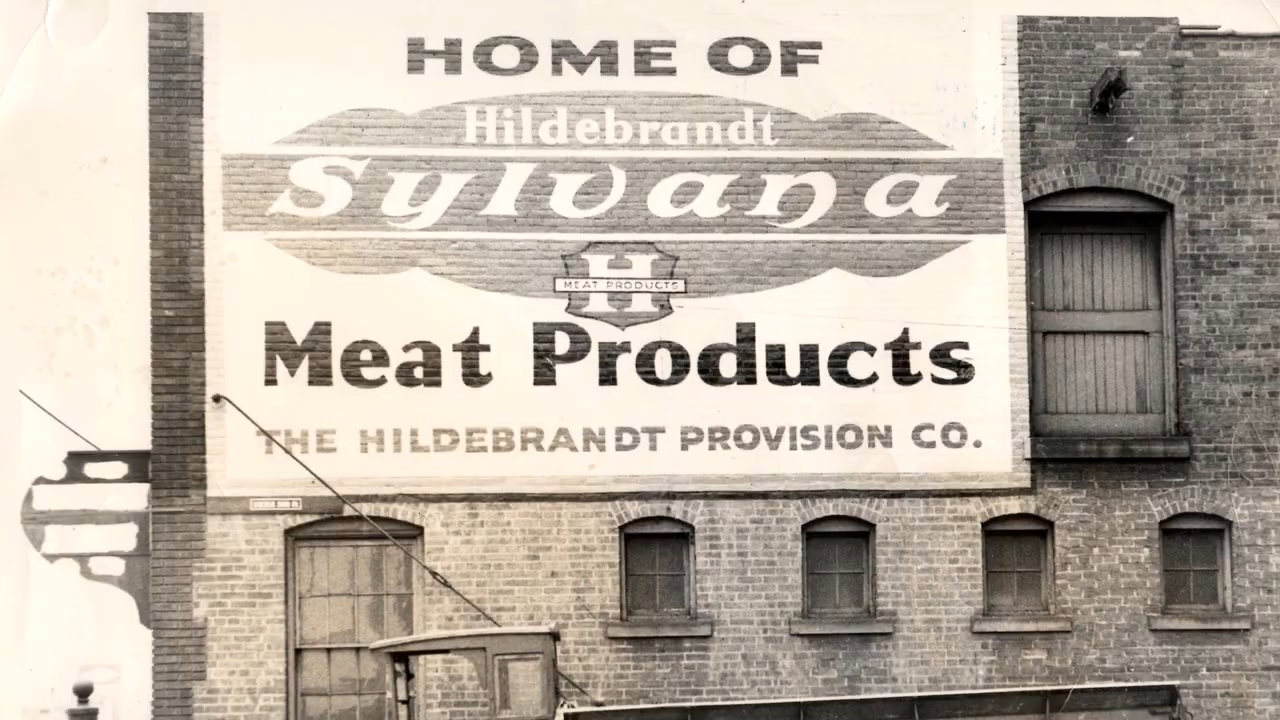 HOME OF
Hildebrandt
Sylvana
H
MEAT PRODUCTS
Meat Products
THE HILDEBRANDT PROVISION CO.